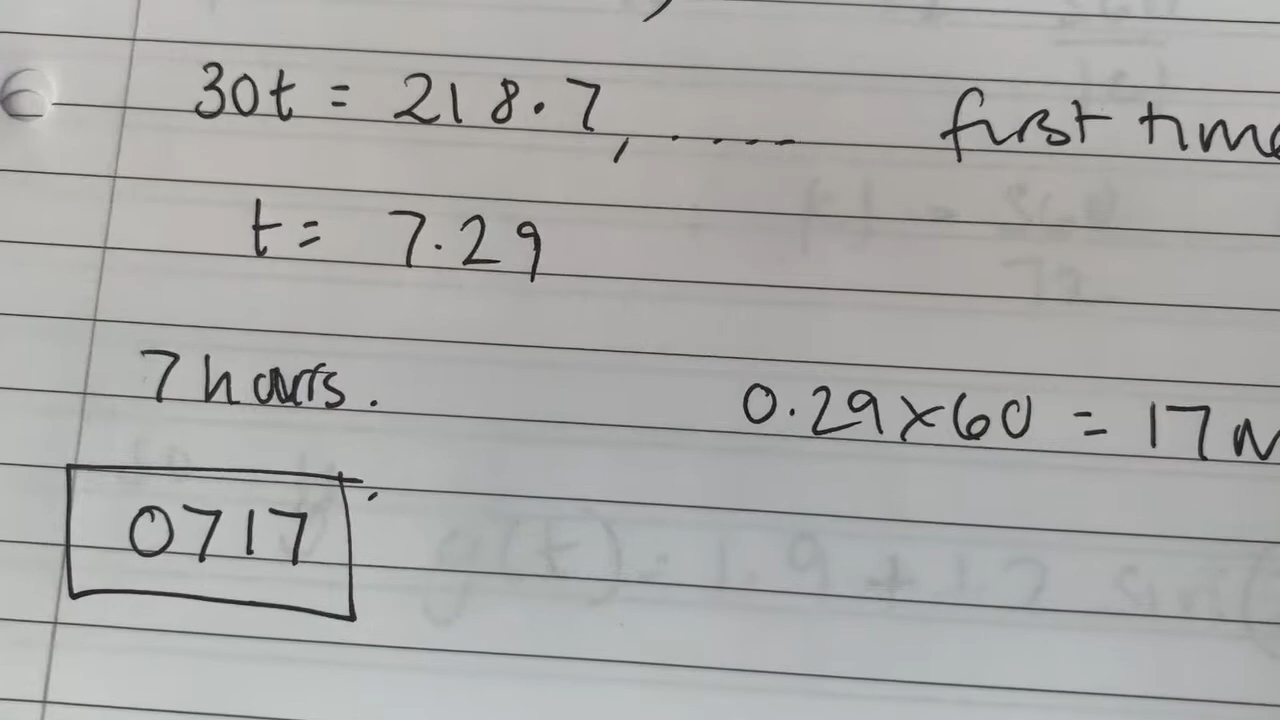 c 30t = 218.7, ..... first time
t = 7.29
7 hours. 0.29×60 = 17
0717